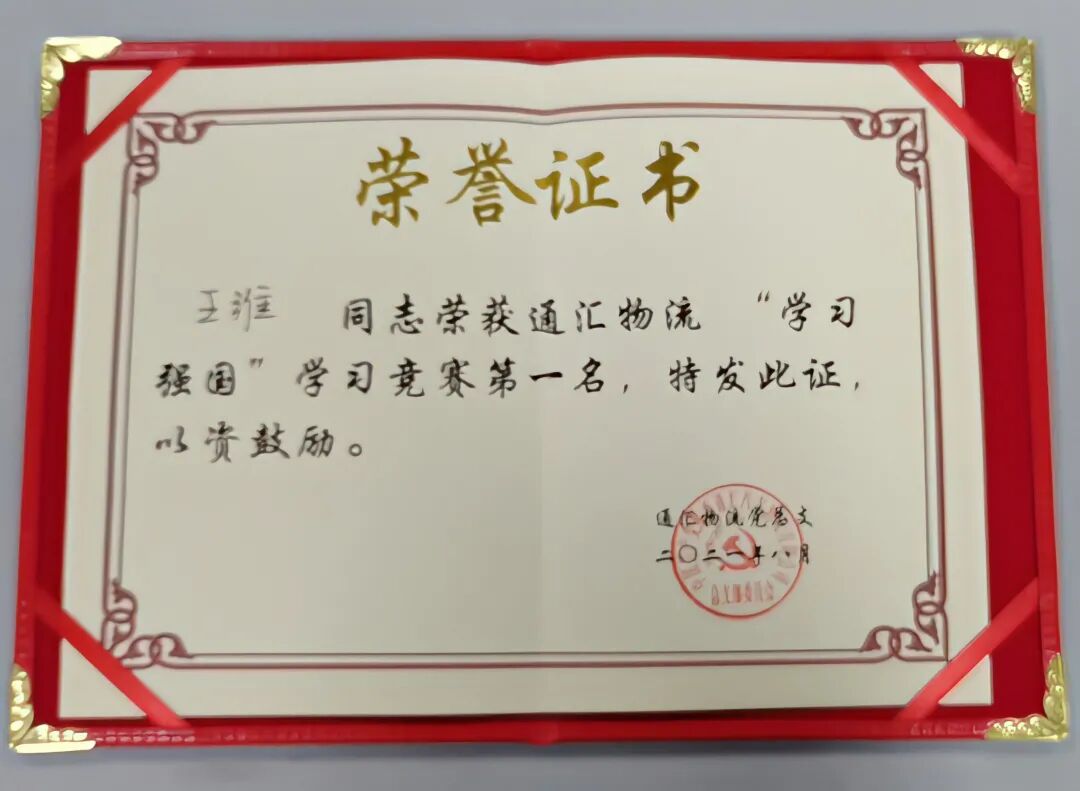 荣誉证书
王雅 同志荣获通汇物流 “学习
强国”学习竞赛第一名，特发此证，
以资鼓励。
通汇物流党总支
二〇二一年八月